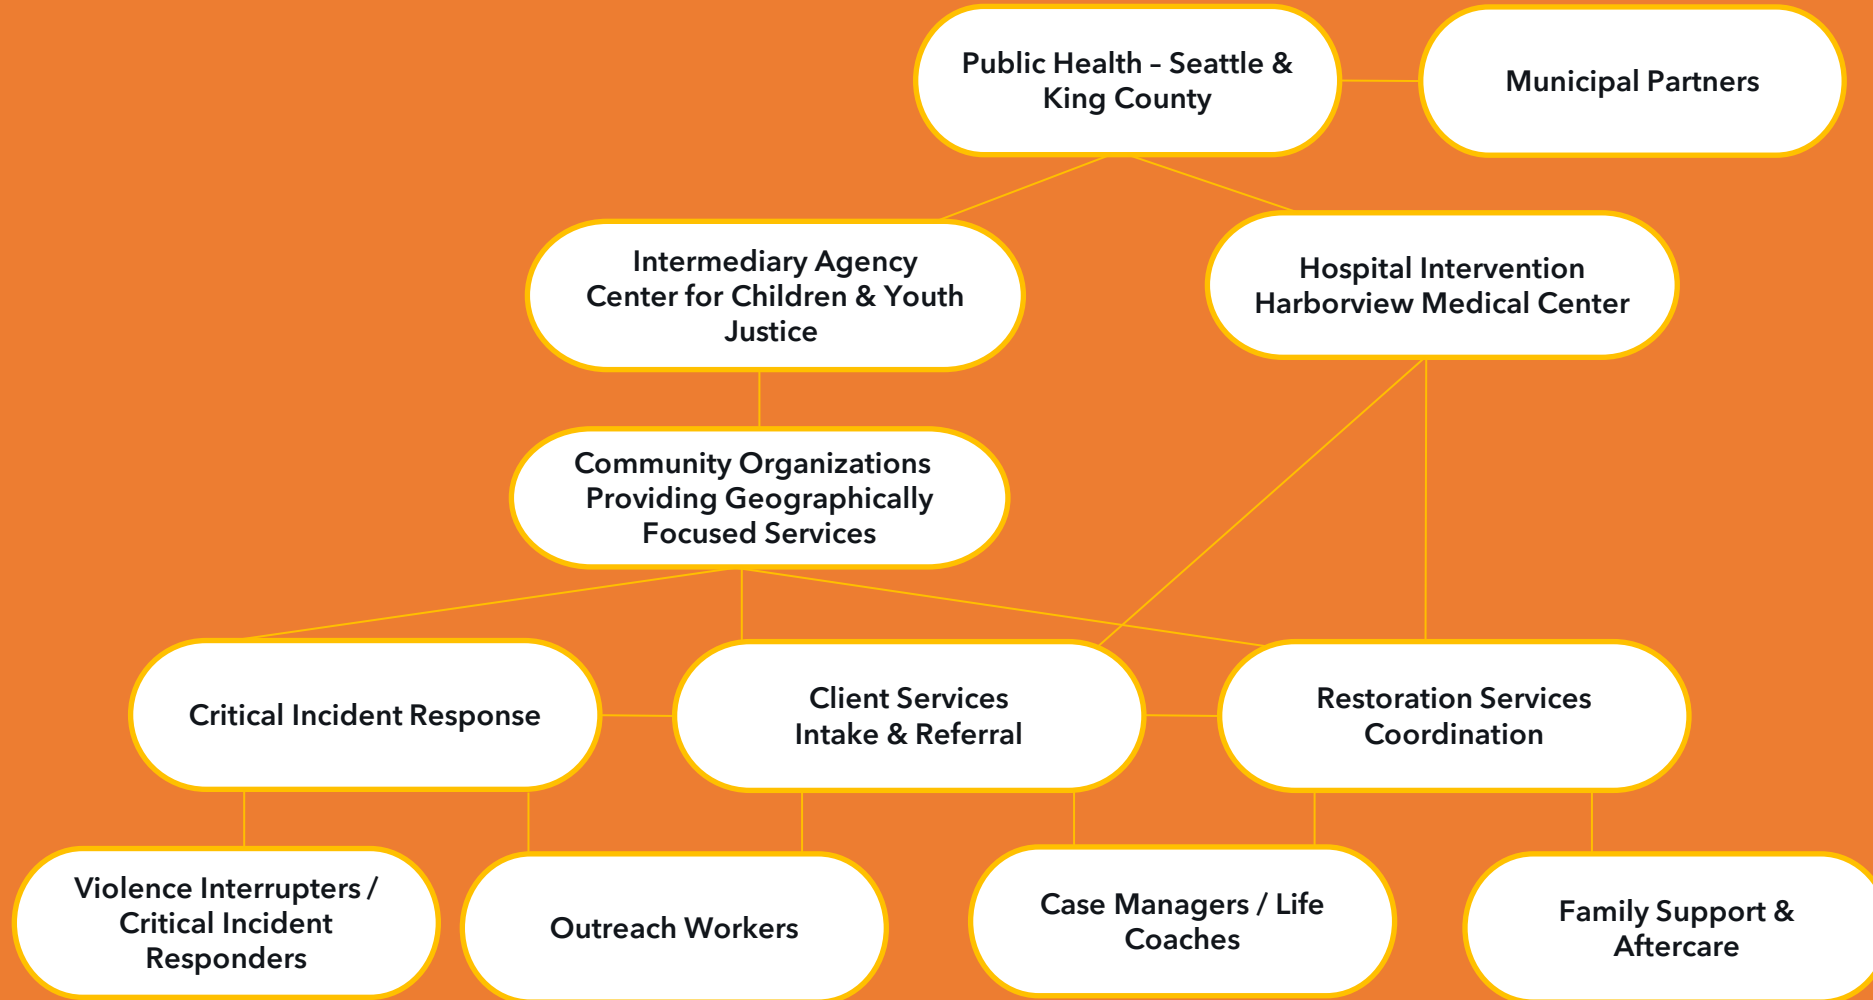 Public Health – Seattle &
King County
Municipal Partners
Intermediary Agency
Center for Children & Youth
Justice
Hospital Intervention
Harborview Medical Center
Community Organizations
Providing Geographically
Focused Services
Critical Incident Response
Client Services
Intake & Referral
Restoration Services
Coordination
Violence Interrupters /
Critical Incident
Responders
Outreach Workers
Case Managers / Life
Coaches
Family Support &
Aftercare